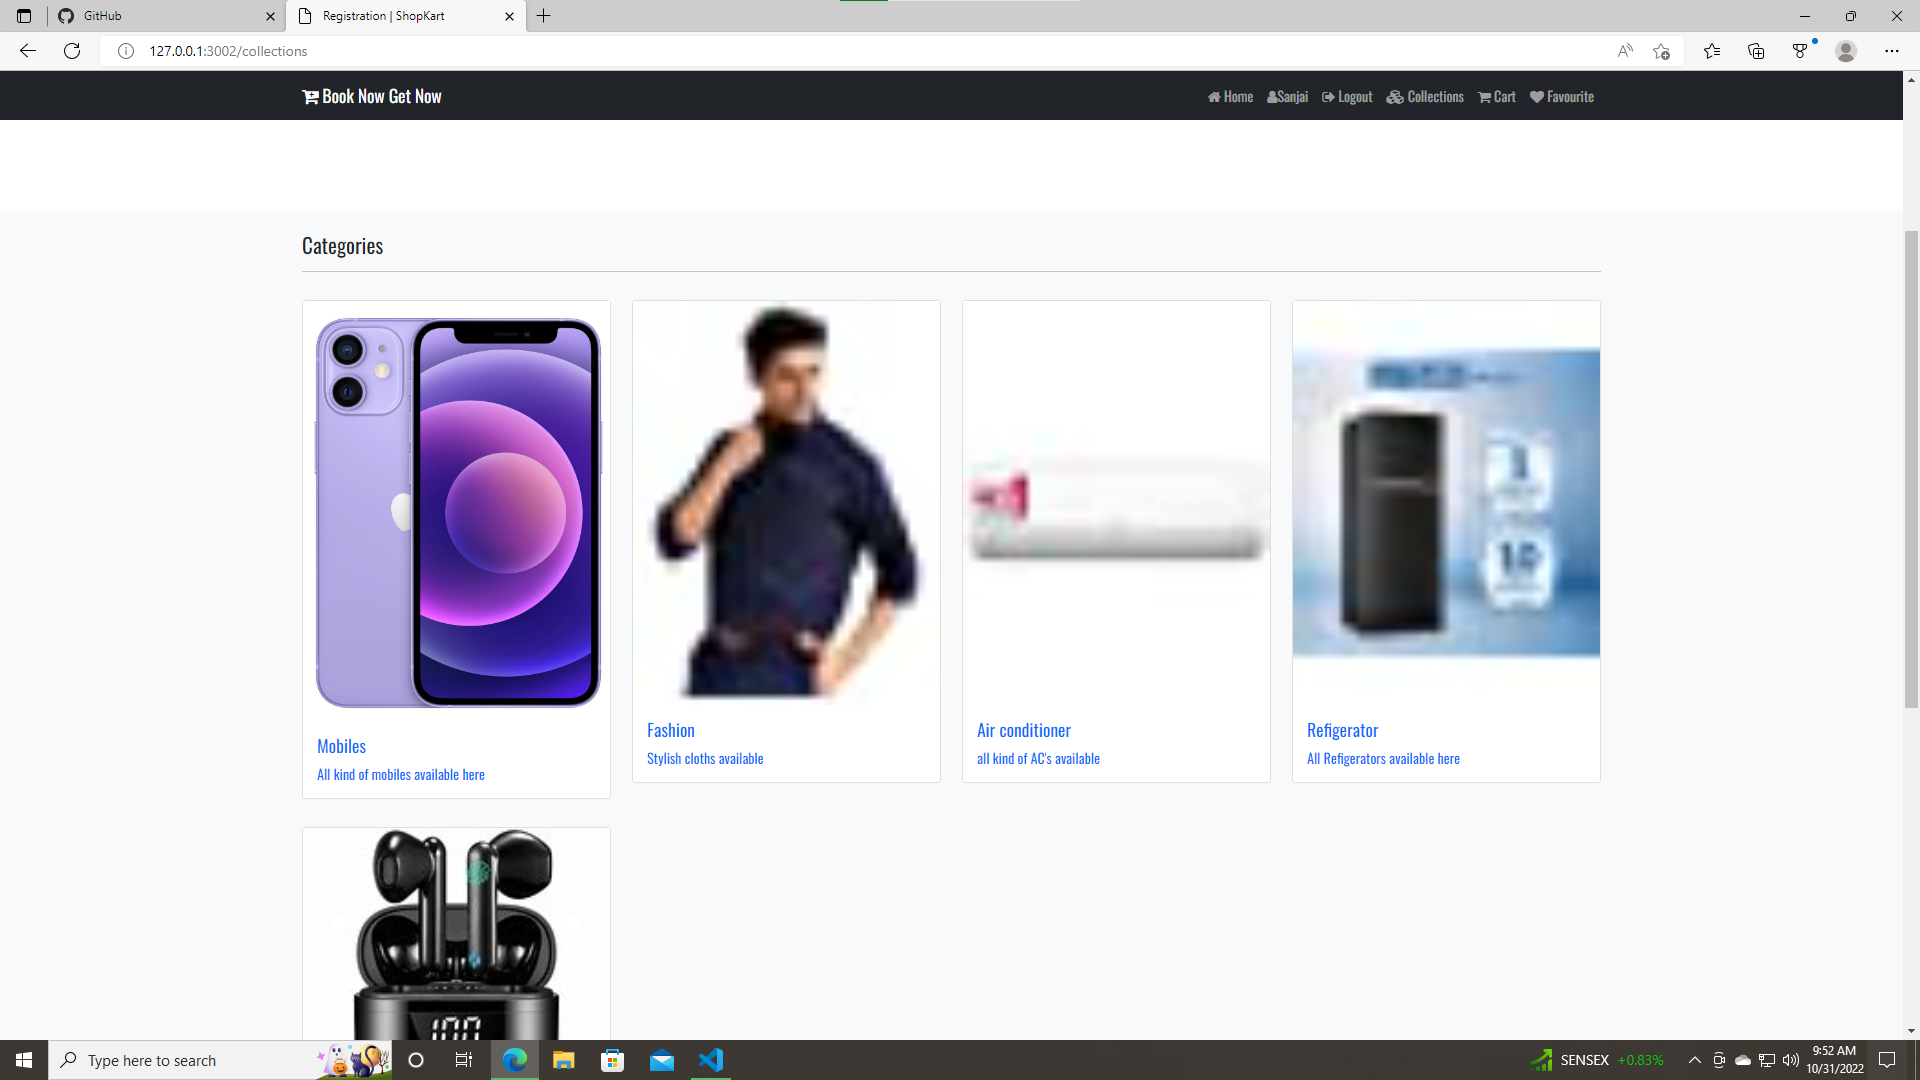 GitHub
Registration | ShopKart
127.0.0.1:3002/collections
Book Now Get Now
Home
Sanjai
Logout
Collections
Cart
Favourite
Categories
Mobiles
All kind of mobiles available here
Fashion
Stylish cloths available
Air conditioner
all kind of AC's available
Refigerator
All Refigerators available here
100
Type here to search
SENSEX +0.83%
9:52 AM
10/31/2022